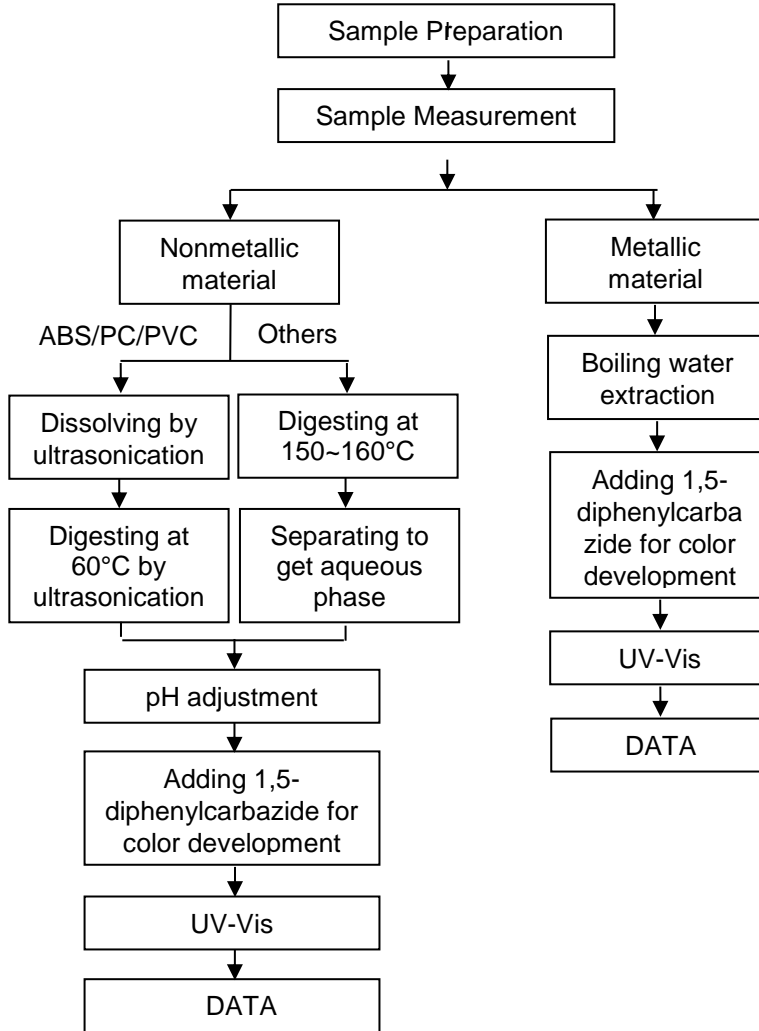 Sample Preparation
Sample Measurement
Nonmetallic
material
Metallic
material
ABS/PC/PVC
Others
Boiling water
extraction
Dissolving by
ultrasonication
Digesting at
150~160°C
Adding 1,5-
diphenylcarba
zide for color
development
Digesting at
60°C by
ultrasonication
Separating to
get aqueous
phase
UV-Vis
pH adjustment
DATA
Adding 1,5-
diphenylcarbazide for
color development
UV-Vis
DATA